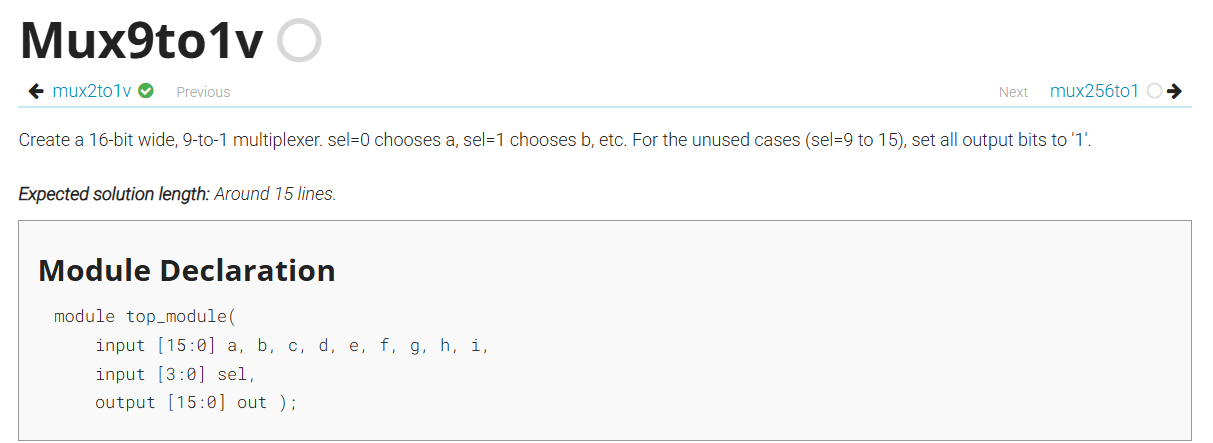 Mux9to1v
mux2to1v Previous
Next mux256to1
Create a 16-bit wide, 9-to-1 multiplexer. sel=0 chooses a, sel=1 chooses b, etc. For the unused cases (sel=9 to 15), set all output bits to '1'.
Expected solution length: Around 15 lines.
Module Declaration
module top_module(
input [15:0] a, b, c, d, e, f, g, h, i,
input [3:0] sel,
output [15:0] out );